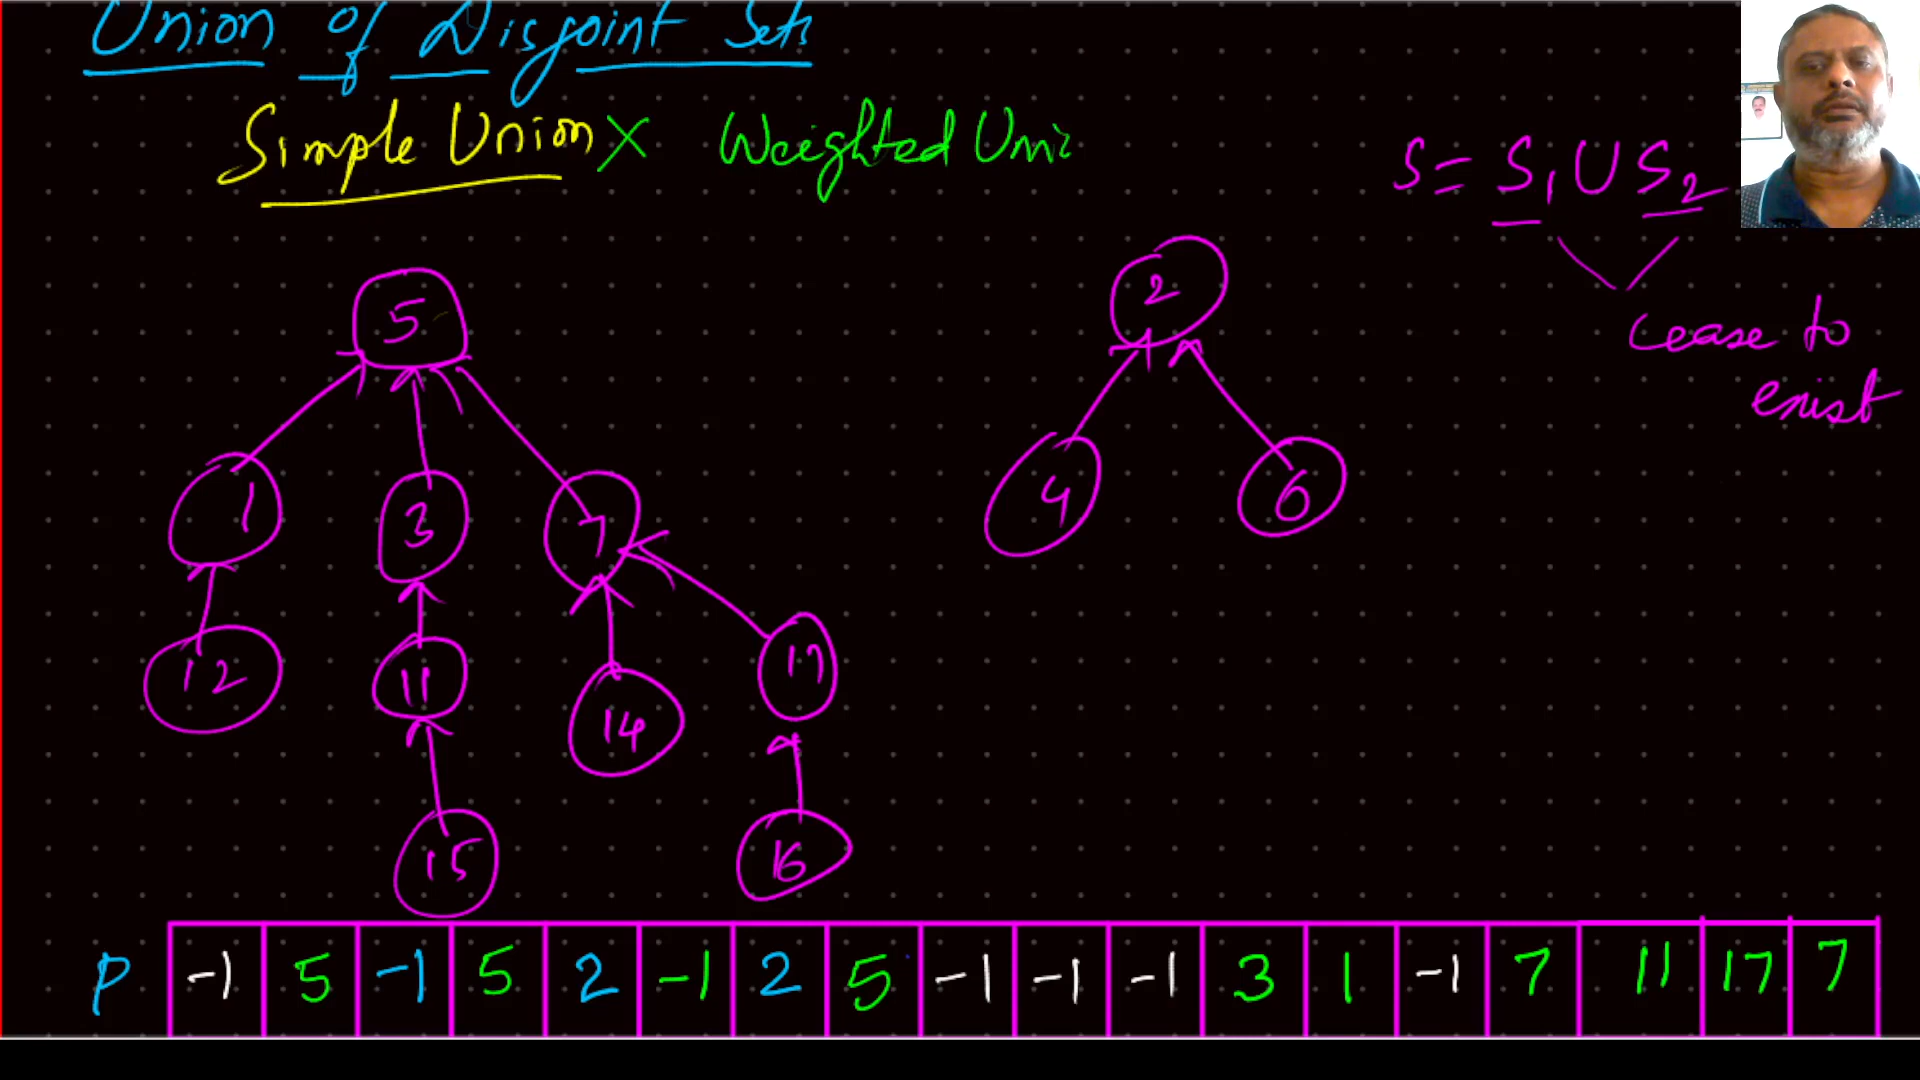 Union of Disjoint Sets
Simple Union X Weighted Uni
S = S1 U S2
cease to
exist
5
2
1 3 7
4 6
12 11 14 17
15 16
P -1 5 -1 5 2 -1 2 5 -1 -1 -1 3 1 -1 7 11 17 7